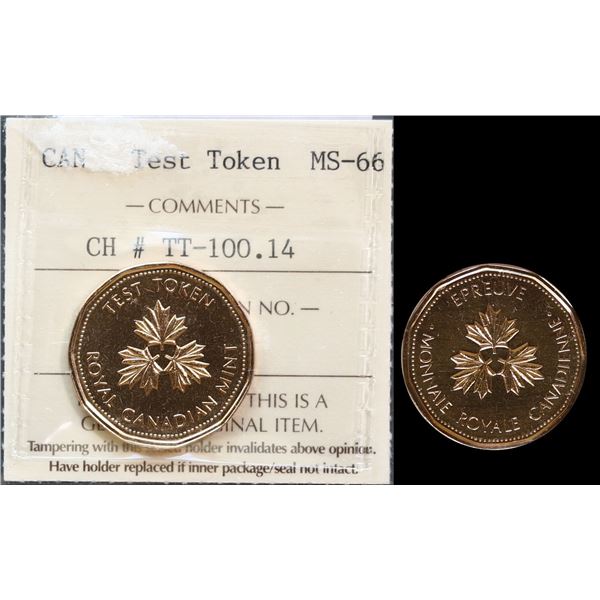 CAN Test Token MS-66
— COMMENTS —
CH # TT-100.14
N NO. —
TEST TOKEN
ROYAL CANADIAN MINT
THIS IS A
INAL ITEM.
Tampering with this sealed holder invalidates above opinion.
Have holder replaced if inner package/seal not intact.
EPREUVE
MONNAIE ROYALE CANADIENNE